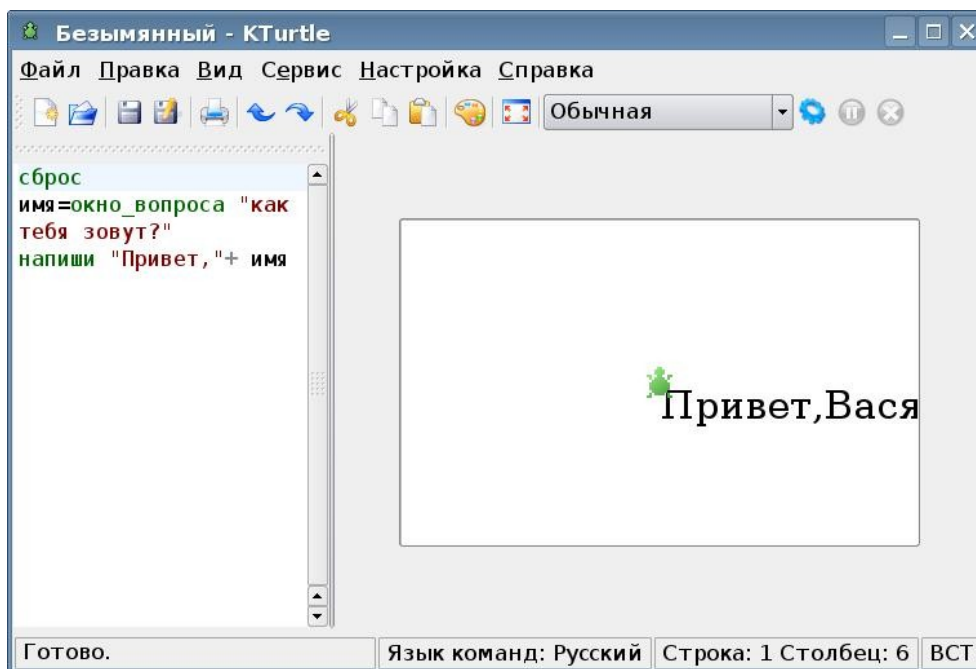 Безымянный - KTurtle
Файл Правка Вид Сервис Настройка Справка
Обычная
сброс
имя=окно_вопроса "как
тебя зовут?"
напиши "Привет,"+ имя
Привет,Вася
Готово.
Язык команд: Русский
Строка: 1 Столбец: 6
ВСТ